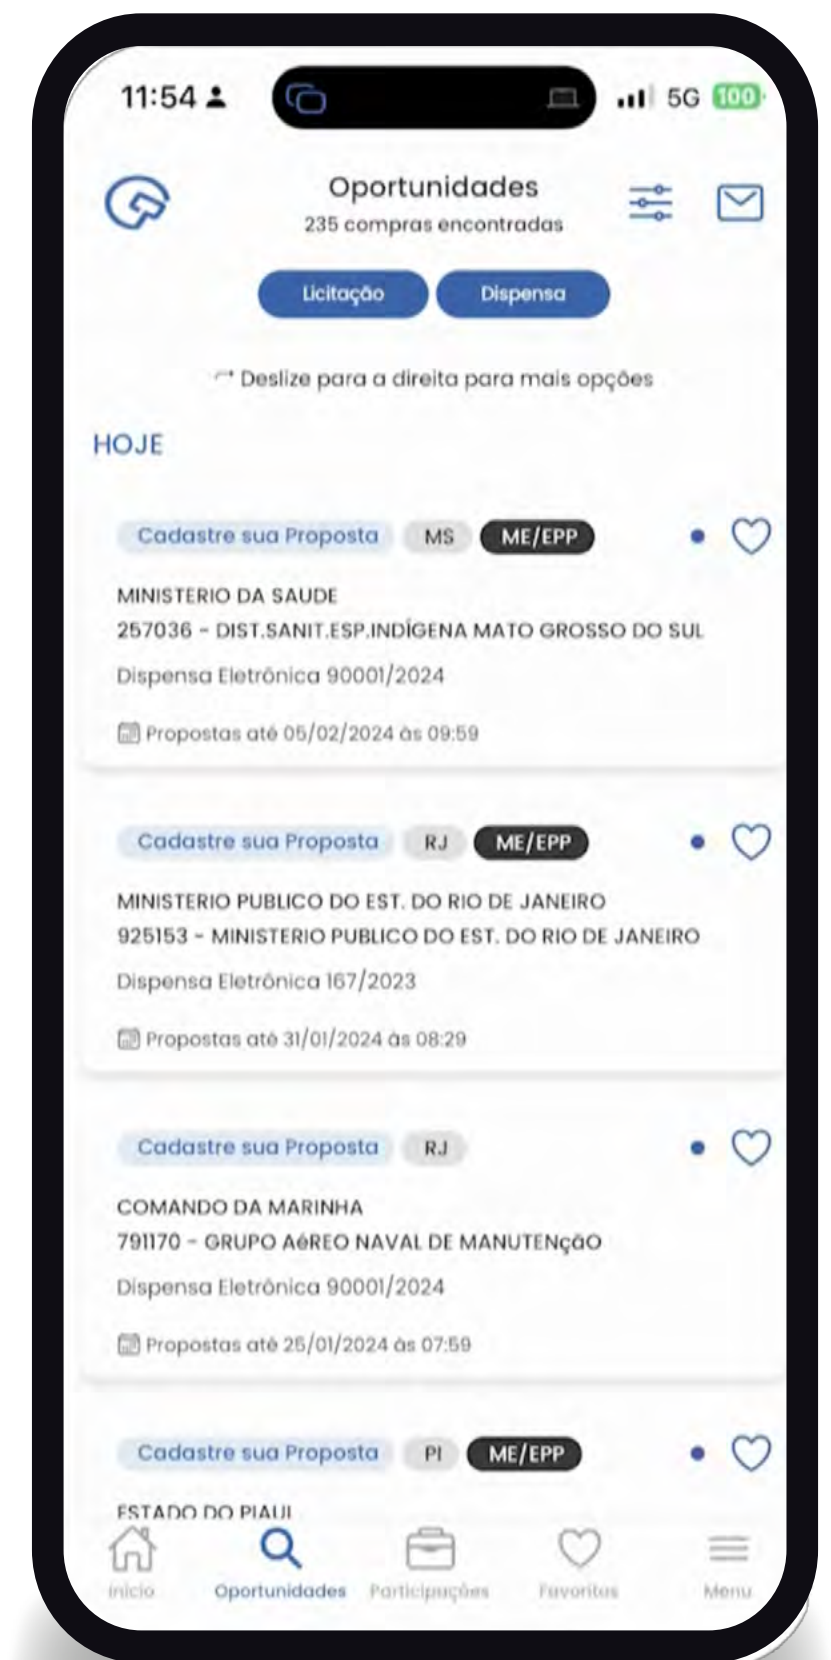 11:54
5G 100
Oportunidades
235 compras encontradas
Licitação Dispensa
Deslize para a direita para mais opções
HOJE
Cadastre sua Proposta MS ME/EPP
MINISTERIO DA SAUDE
257036 - DIST.SANIT.ESP.INDÍGENA MATO GROSSO DO SUL
Dispensa Eletrônica 90001/2024
Propostas até 05/02/2024 às 09:59
Cadastre sua Proposta RJ ME/EPP
MINISTERIO PUBLICO DO EST. DO RIO DE JANEIRO
925153 - MINISTERIO PUBLICO DO EST. DO RIO DE JANEIRO
Dispensa Eletrônica 167/2023
Propostas até 31/01/2024 às 08:29
Cadastre sua Proposta RJ
COMANDO DA MARINHA
791170 - GRUPO AéREO NAVAL DE MANUTENçãO
Dispensa Eletrônica 90001/2024
Propostas até 25/01/2024 às 07:59
Cadastre sua Proposta PI ME/EPP
ESTADO DO PIAUI
Início Oportunidades Participações Favoritos Menu